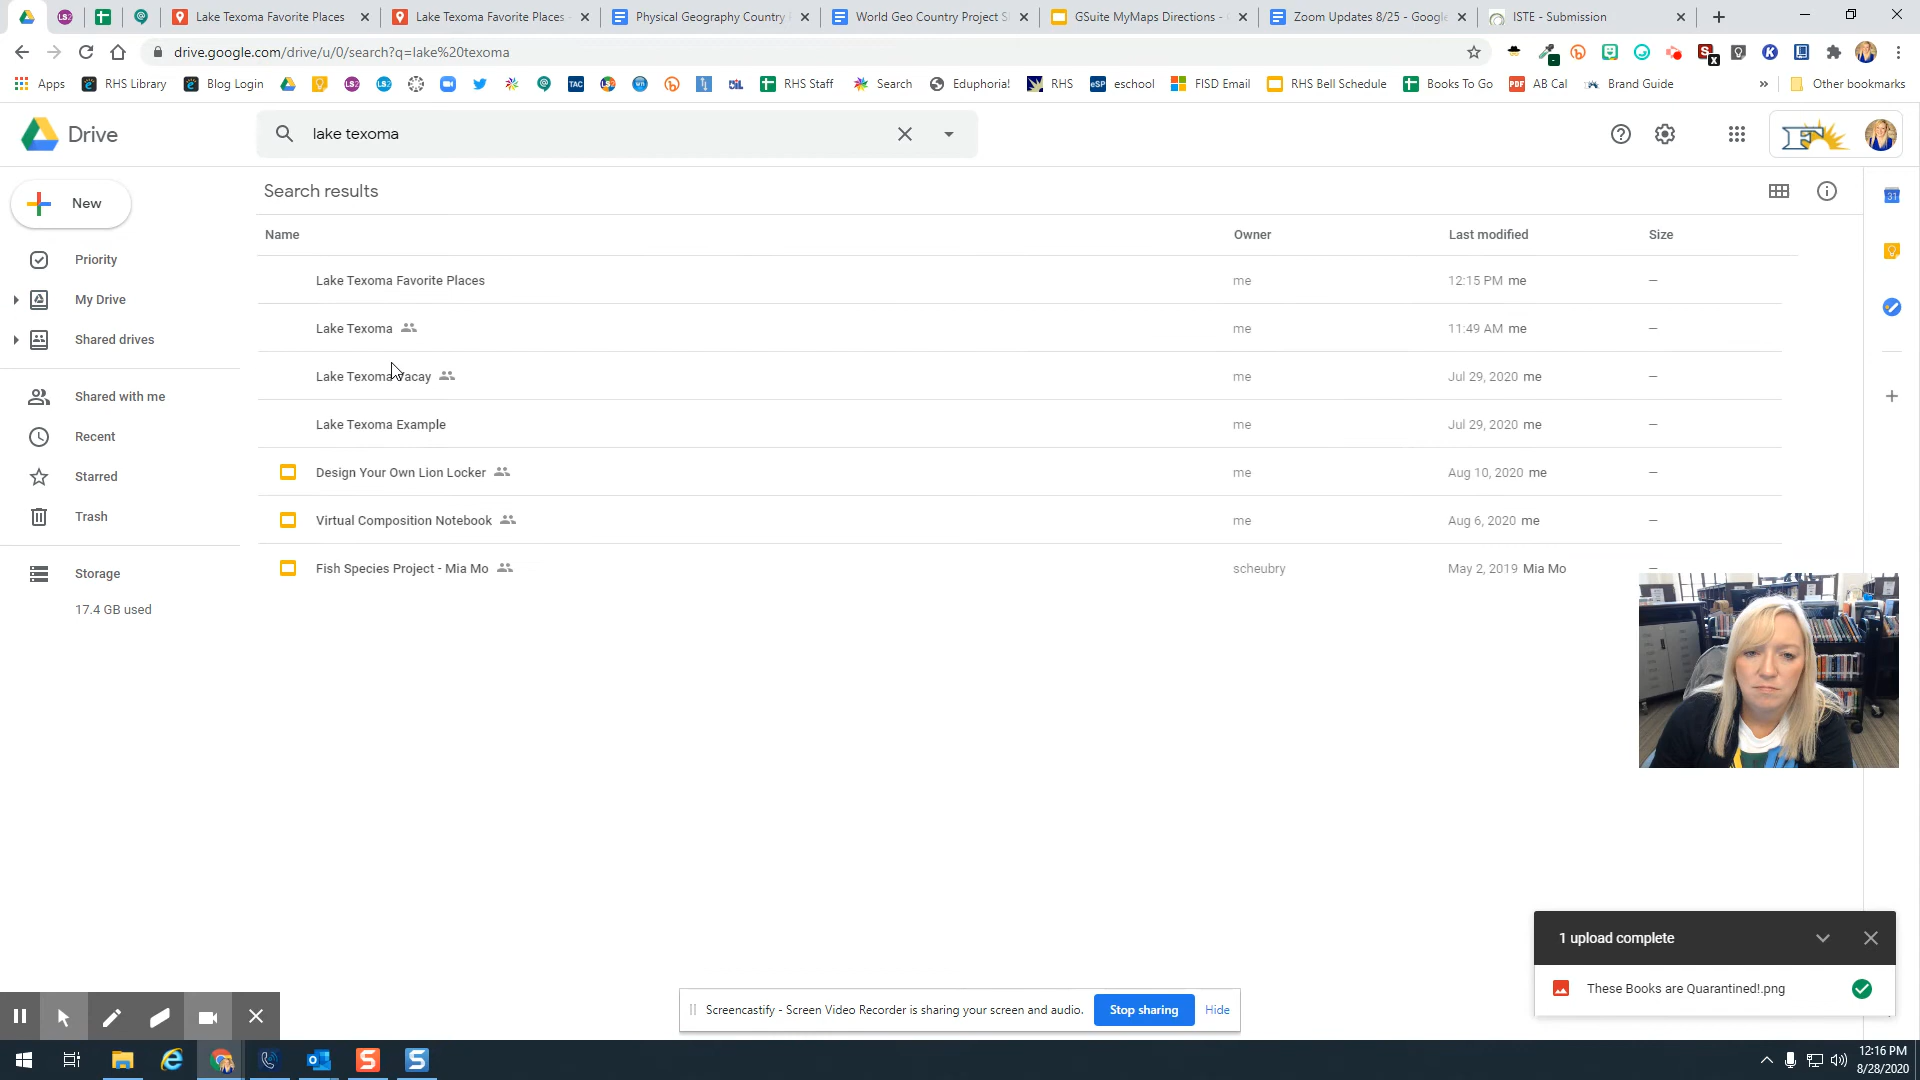 Lake Texoma Favorite Places
Lake Texoma Favorite Places -
Physical Geography Country
World Geo Country Project S
GSuite MyMaps Directions -
Zoom Updates 8/25 - Google
ISTE - Submission
drive.google.com/drive/u/0/search?q=lake%20texoma
Apps RHS Library Blog Login RHS Staff Search Eduphoria! RHS eschool FISD Email RHS Bell Schedule Books To Go AB Cal Brand Guide » Other bookmarks
Drive
lake texoma
New
Search results
Name Owner Last modified Size
Priority
My Drive
Shared drives
Shared with me
Recent
Starred
Trash
Storage
17.4 GB used
Lake Texoma Favorite Places me 12:15 PM me —
Lake Texoma me 11:49 AM me —
Lake Texoma Vacay me Jul 29, 2020 me —
Lake Texoma Example me Jul 29, 2020 me —
Design Your Own Lion Locker me Aug 10, 2020 me —
Virtual Composition Notebook me Aug 6, 2020 me —
Fish Species Project - Mia Mo scheubry May 2, 2019 Mia Mo —
1 upload complete
These Books are Quarantined!.png
Screencastify - Screen Video Recorder is sharing your screen and audio. Stop sharing Hide
12:16 PM
8/28/2020